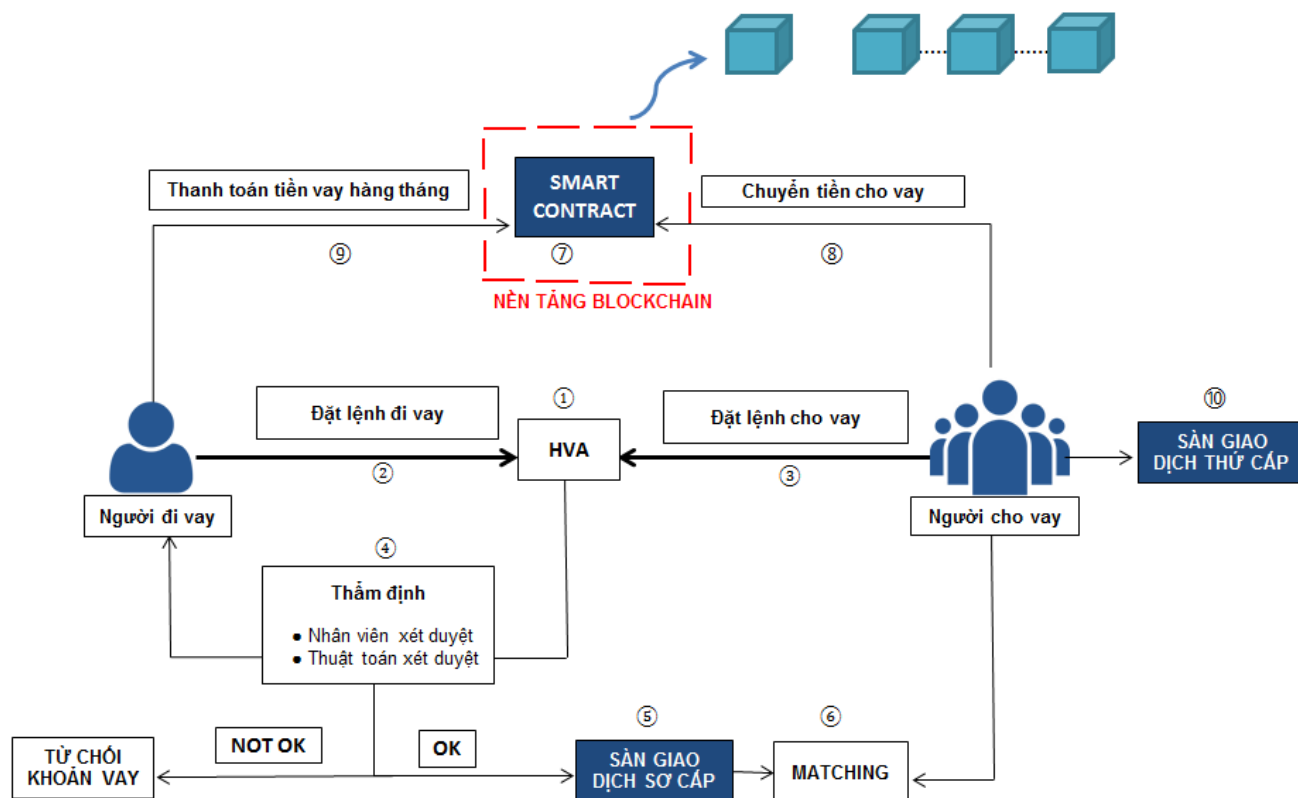 Thanh toán tiền vay hàng tháng
SMART
CONTRACT
Chuyển tiền cho vay
⑨
⑦
⑧
NỀN TẢNG BLOCKCHAIN
Đặt lệnh đi vay
①
HVA
Đặt lệnh cho vay
⑩
②
③
SÀN GIAO
DỊCH THỨ CẤP
Người đi vay
Người cho vay
④
Thẩm định
● Nhân viên xét duyệt
● Thuật toán xét duyệt
NOT OK
OK
⑤
⑥
TỪ CHỐI
KHOẢN VAY
SÀN GIAO
DỊCH SƠ CẤP
MATCHING